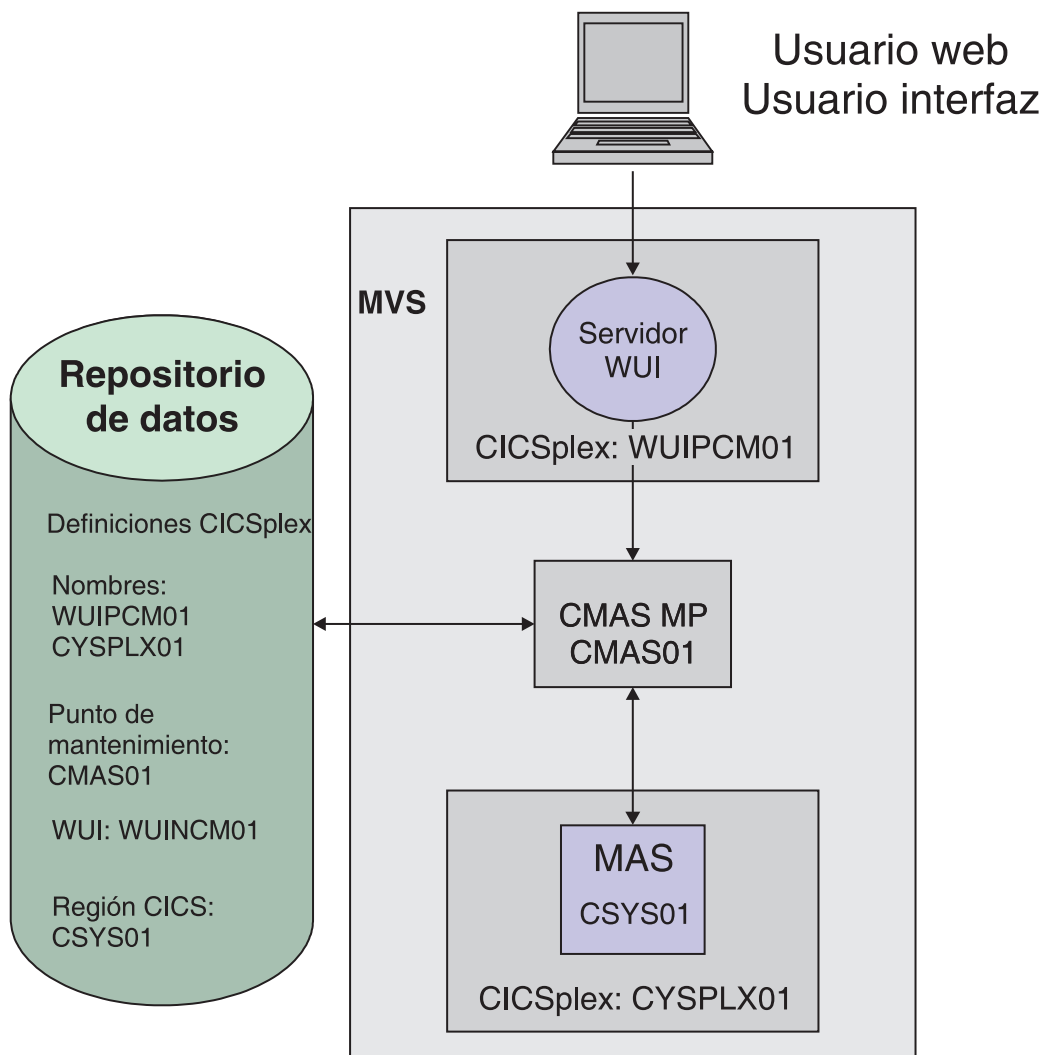 Usuario web
Usuario interfaz
MVS
Servidor
WUI
CICSplex: WUIPCM01
Repositorio
de datos
Definiciones CICSplex
Nombres:
WUIPCM01
CYSPLX01
Punto de
mantenimiento:
CMAS01
WUI: WUINCM01
Región CICS:
CSYS01
CMAS MP
CMAS01
MAS
CSYS01
CICSplex: CYSPLX01